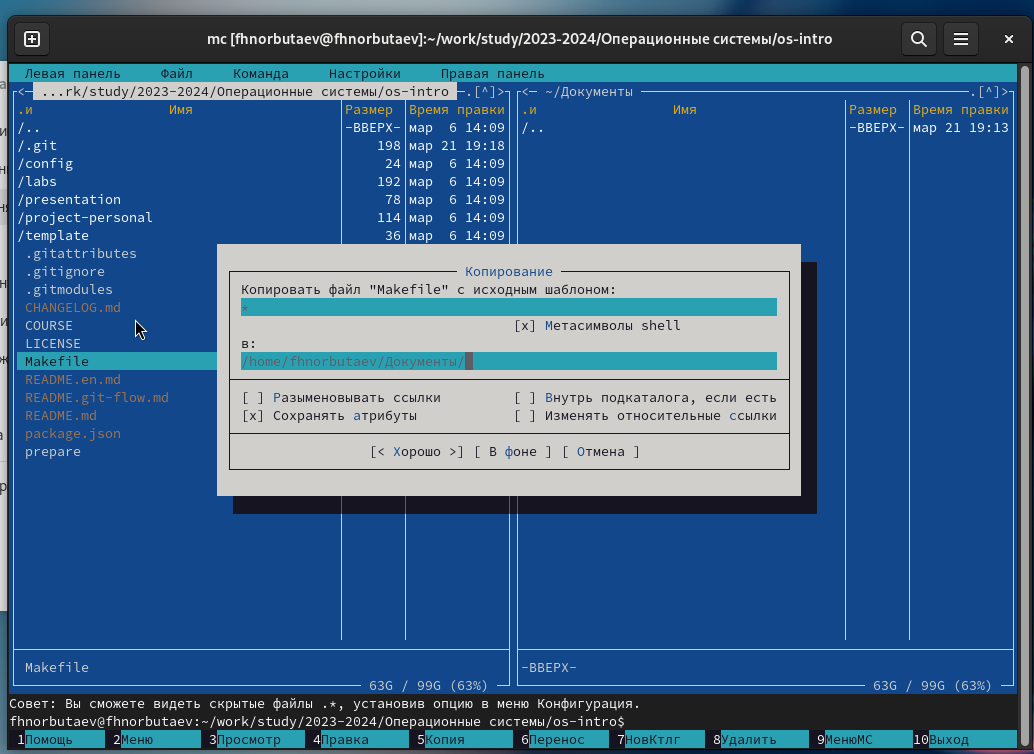 mc [fhnorbutaev@fhnorbutaev]:~/work/study/2023-2024/Операционные системы/os-intro
Левая панель Файл Команда Настройки Правая панель
<— ...rk/study/2023-2024/Операционные системы/os-intro —.[^]> <— ~/Документы —.[^]>
.и Имя Размер Время правки .и Имя Размер Время правки
/.. -ВВЕРХ- мар 6 14:09 /.. -ВВЕРХ- мар 21 19:13
/.git 198 мар 21 19:18
/config 24 мар 6 14:09
/labs 192 мар 6 14:09
/presentation 78 мар 6 14:09
/project-personal 114 мар 6 14:09
/template 36 мар 6 14:09
.gitattributes
.gitignore
.gitmodules
CHANGELOG.md
COURSE
LICENSE
Makefile
README.en.md
README.git-flow.md
README.md
package.json
prepare
Копирование
Копировать файл "Makefile" с исходным шаблоном:
*
[x] Метасимволы shell
в:
/home/fhnorbutaev/Документы/
[ ] Разыменовывать ссылки [ ] Внутрь подкаталога, если есть
[x] Сохранять атрибуты [ ] Изменять относительные ссылки
[< Хорошо >] [ В фоне ] [ Отмена ]
Makefile -ВВЕРХ-
63G / 99G (63%) 63G / 99G (63%)
Совет: Вы сможете видеть скрытые файлы .*, установив опцию в меню Конфигурация.
fhnorbutaev@fhnorbutaev:~/work/study/2023-2024/Операционные системы/os-intro$
1Помощь 2Меню 3Просмотр 4Правка 5Копия 6Перенос 7НовКтлг 8Удалить 9МенюМС 10Выход